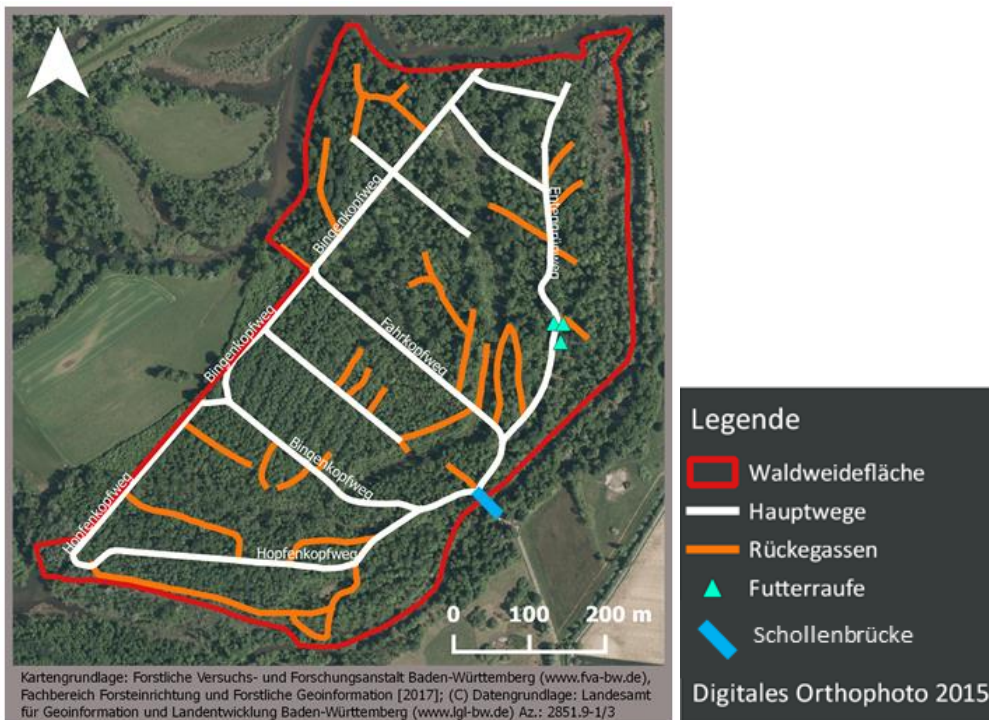 Bingenkopfweg
Entengrienweg
Bingenkopfweg
Fahrkopfweg
Bingenkopfweg
Hopfenkopfweg
Hopfenkopfweg
0 100 200 m
Kartengrundlage: Forstliche Versuchs- und Forschungsanstalt Baden-Württemberg (www.fva-bw.de),
Fachbereich Forsteinrichtung und Forstliche Geoinformation [2017]; (C) Datengrundlage: Landesamt
für Geoinformation und Landentwicklung Baden-Württemberg (www.lgl-bw.de) Az.: 2851.9-1/3
Legende
Waldweidefläche
Hauptwege
Rückegassen
Futterraufe
Schollenbrücke
Digitales Orthophoto 2015